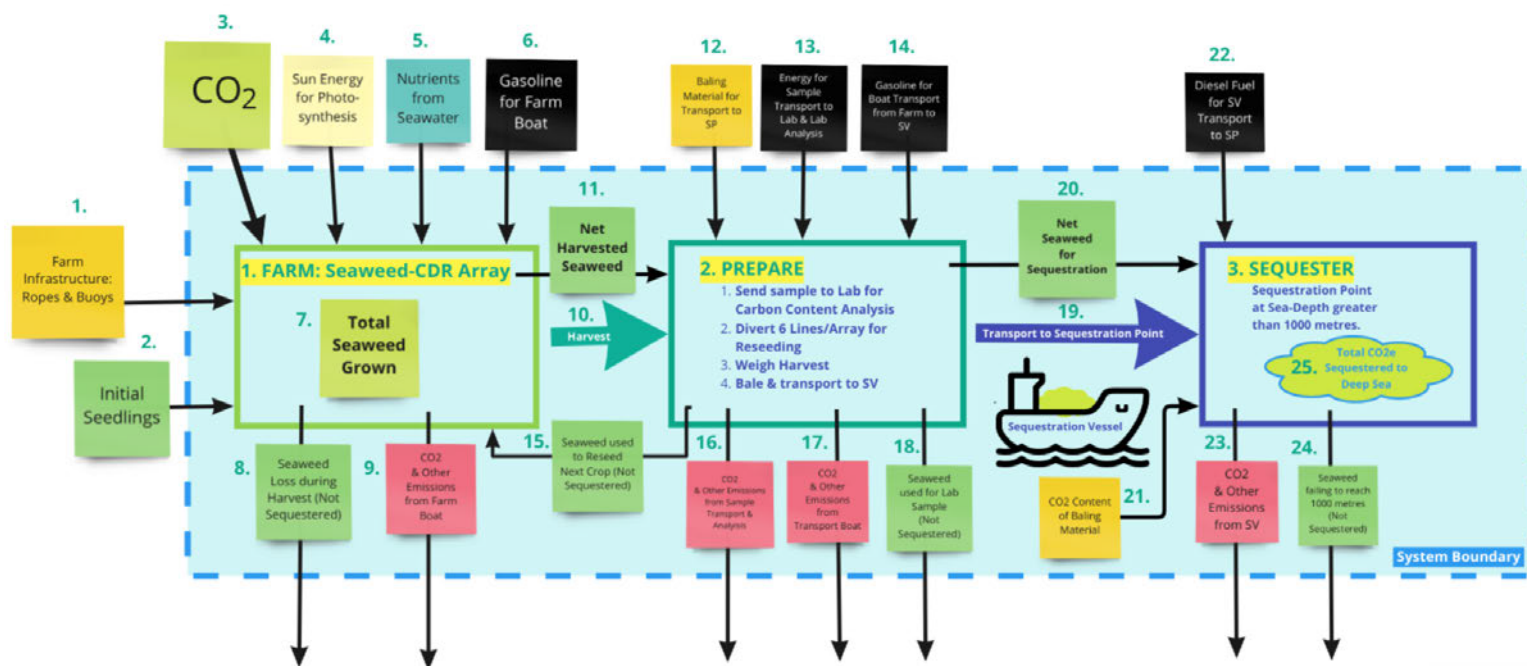 3.
CO2
4.
Sun Energy
for Photo-
synthesis
5.
Nutrients
from
Seawater
6.
Gasoline
for Farm
Boat
12.
Baling
Material for
Transport to
SP
13.
Energy for
Sample
Transport to
Lab & Lab
Analysis
14.
Gasoline for
Boat Transport
from Farm to
SV
22.
Diesel Fuel
for SV
Transport
to SP
1.
Farm
Infrastructure:
Ropes & Buoys
2.
Initial
Seedlings
1. FARM: Seaweed-CDR Array
7.
Total
Seaweed
Grown
11.
Net
Harvested
Seaweed
10.
Harvest
2. PREPARE
1. Send sample to Lab for
Carbon Content Analysis
2. Divert 6 Lines/Array for
Reseeding
3. Weigh Harvest
4. Bale & transport to SV
20.
Net
Seaweed
for
Sequestration
19.
Transport to Sequestration Point
Sequestration Vessel
3. SEQUESTER
Sequestration Point
at Sea-Depth greater
than 1000 metres.
25.
Total CO2e
Sequestered to
Deep Sea
8.
Seaweed
Loss during
Harvest (Not
Sequestered)
9.
CO2
& Other
Emissions
from Farm
Boat
15.
Seaweed used
to Reseed
Next Crop (Not
Sequestered)
16.
CO2
& Other Emissions
from Sample
Transport &
Analysis
17.
CO2
& Other
Emissions
from
Transport Boat
18.
Seaweed
used for Lab
Sample
(Not
Sequestered)
21.
CO2 Content
of Baling
Material
23.
CO2
& Other
Emissions
from SV
24.
Seaweed
failing to reach
1000 metres
(Not
Sequestered)
System Boundary